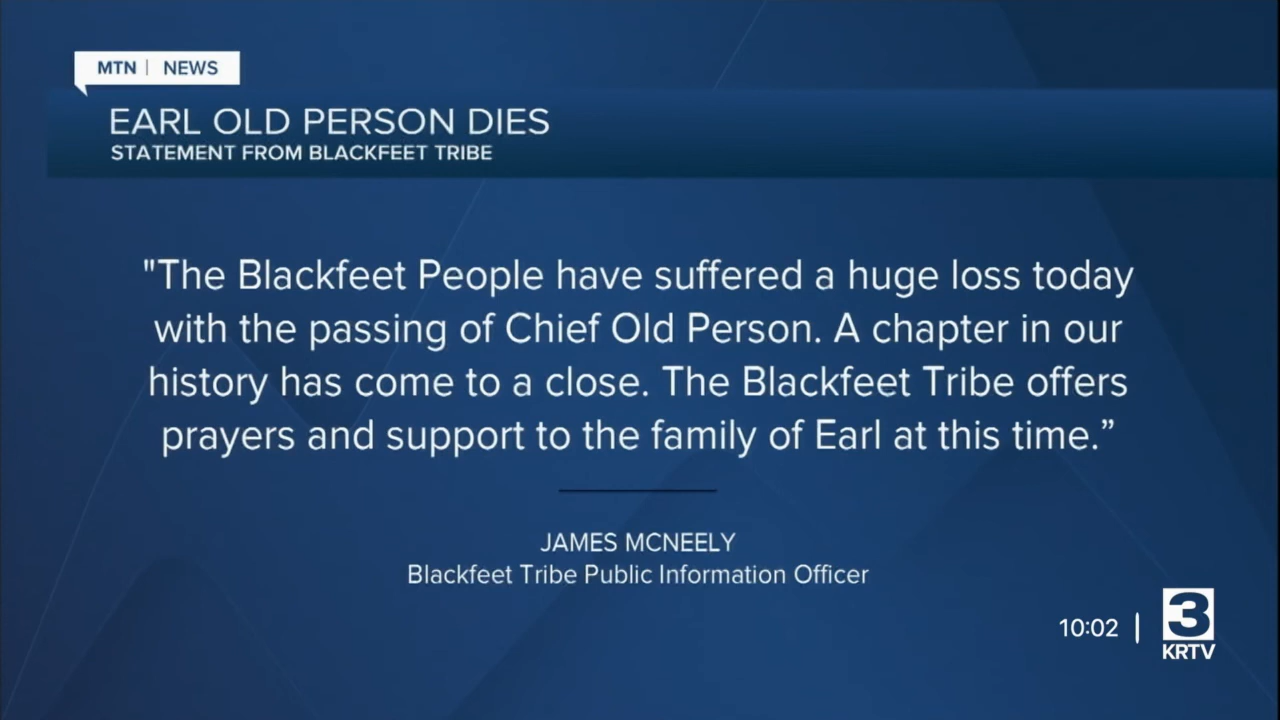 MTN | NEWS
EARL OLD PERSON DIES
STATEMENT FROM BLACKFEET TRIBE
"The Blackfeet People have suffered a huge loss today
with the passing of Chief Old Person. A chapter in our
history has come to a close. The Blackfeet Tribe offers
prayers and support to the family of Earl at this time.”
JAMES MCNEELY
Blackfeet Tribe Public Information Officer
10:02 |
3
KRTV